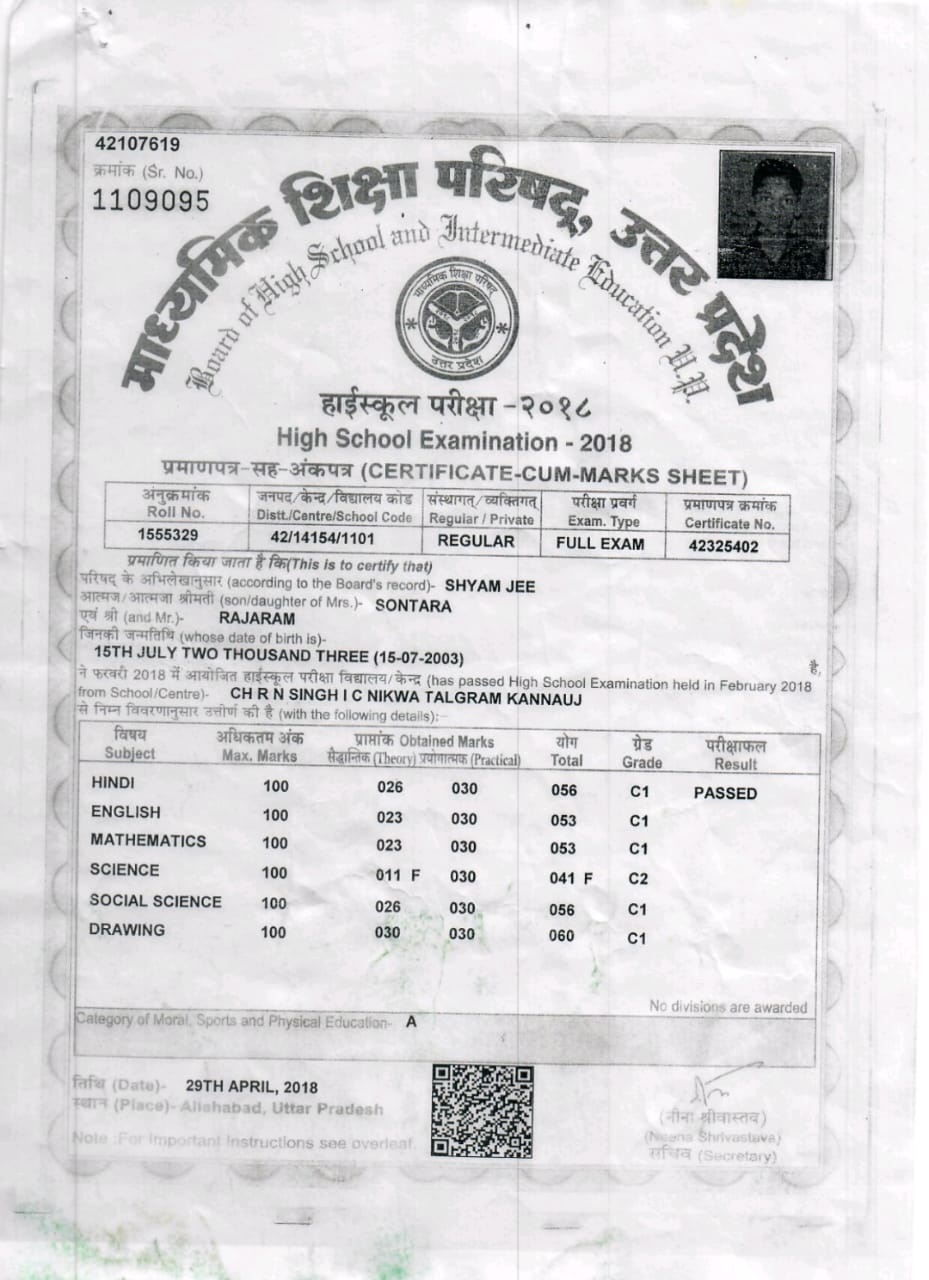 42107619
क्रमांक (Sr. No.)
1109095
माध्यमिक शिक्षा परिषद्, उत्तर प्रदेश
Board of High School and Intermediate Education U.P.
माध्यमिक शिक्षा परिषद
उत्तर प्रदेश
हाईस्कूल परीक्षा -२०१८
High School Examination - 2018
प्रमाणपत्र-सह-अंकपत्र (CERTIFICATE-CUM-MARKS SHEET)
अनुक्रमांक जनपद/केन्द्र/विद्यालय कोड संस्थागत्/व्यक्तिगत् परीक्षा प्रवर्ग प्रमाणपत्र क्रमांक
Roll No. Distt./Centre/School Code Regular / Private Exam. Type Certificate No.
1555329 42/14154/1101 REGULAR FULL EXAM 42325402
प्रमाणित किया जाता है कि(This is to certify that)
परिषद के अभिलेखानुसार (according to the Board's record)- SHYAM JEE
आत्मज/आत्मजा श्रीमती (son/daughter of Mrs.)- SONTARA
एवं श्री (and Mr.)- RAJARAM
जिनकी जन्मतिथि (whose date of birth is)-
15TH JULY TWO THOUSAND THREE (15-07-2003) है,
ने फरवरी 2018 में आयोजित हाईस्कूल परीक्षा विद्यालय/केन्द्र (has passed High School Examination held in February 2018
from School/Centre)- CH R N SINGH I C NIKWA TALGRAM KANNAUJ
से निम्न विवरणानुसार उत्तीर्ण की है (with the following details):-
विषय अधिकतम अंक प्राप्तांक Obtained Marks योग ग्रेड परीक्षाफल
Subject Max. Marks सैद्धान्तिक (Theory) प्रयोगात्मक (Practical) Total Grade Result
HINDI 100 026 030 056 C1 PASSED
ENGLISH 100 023 030 053 C1
MATHEMATICS 100 023 030 053 C1
SCIENCE 100 011 F 030 041 F C2
SOCIAL SCIENCE 100 026 030 056 C1
DRAWING 100 030 030 060 C1
No divisions are awarded
Category of Moral, Sports and Physical Education- A
तिथि (Date)- 29TH APRIL, 2018
स्थान (Place)- Allahabad, Uttar Pradesh
Note :For Important Instructions see overleaf.
(नीना श्रीवास्तव)
(Neena Shrivastava)
सचिव (Secretary)